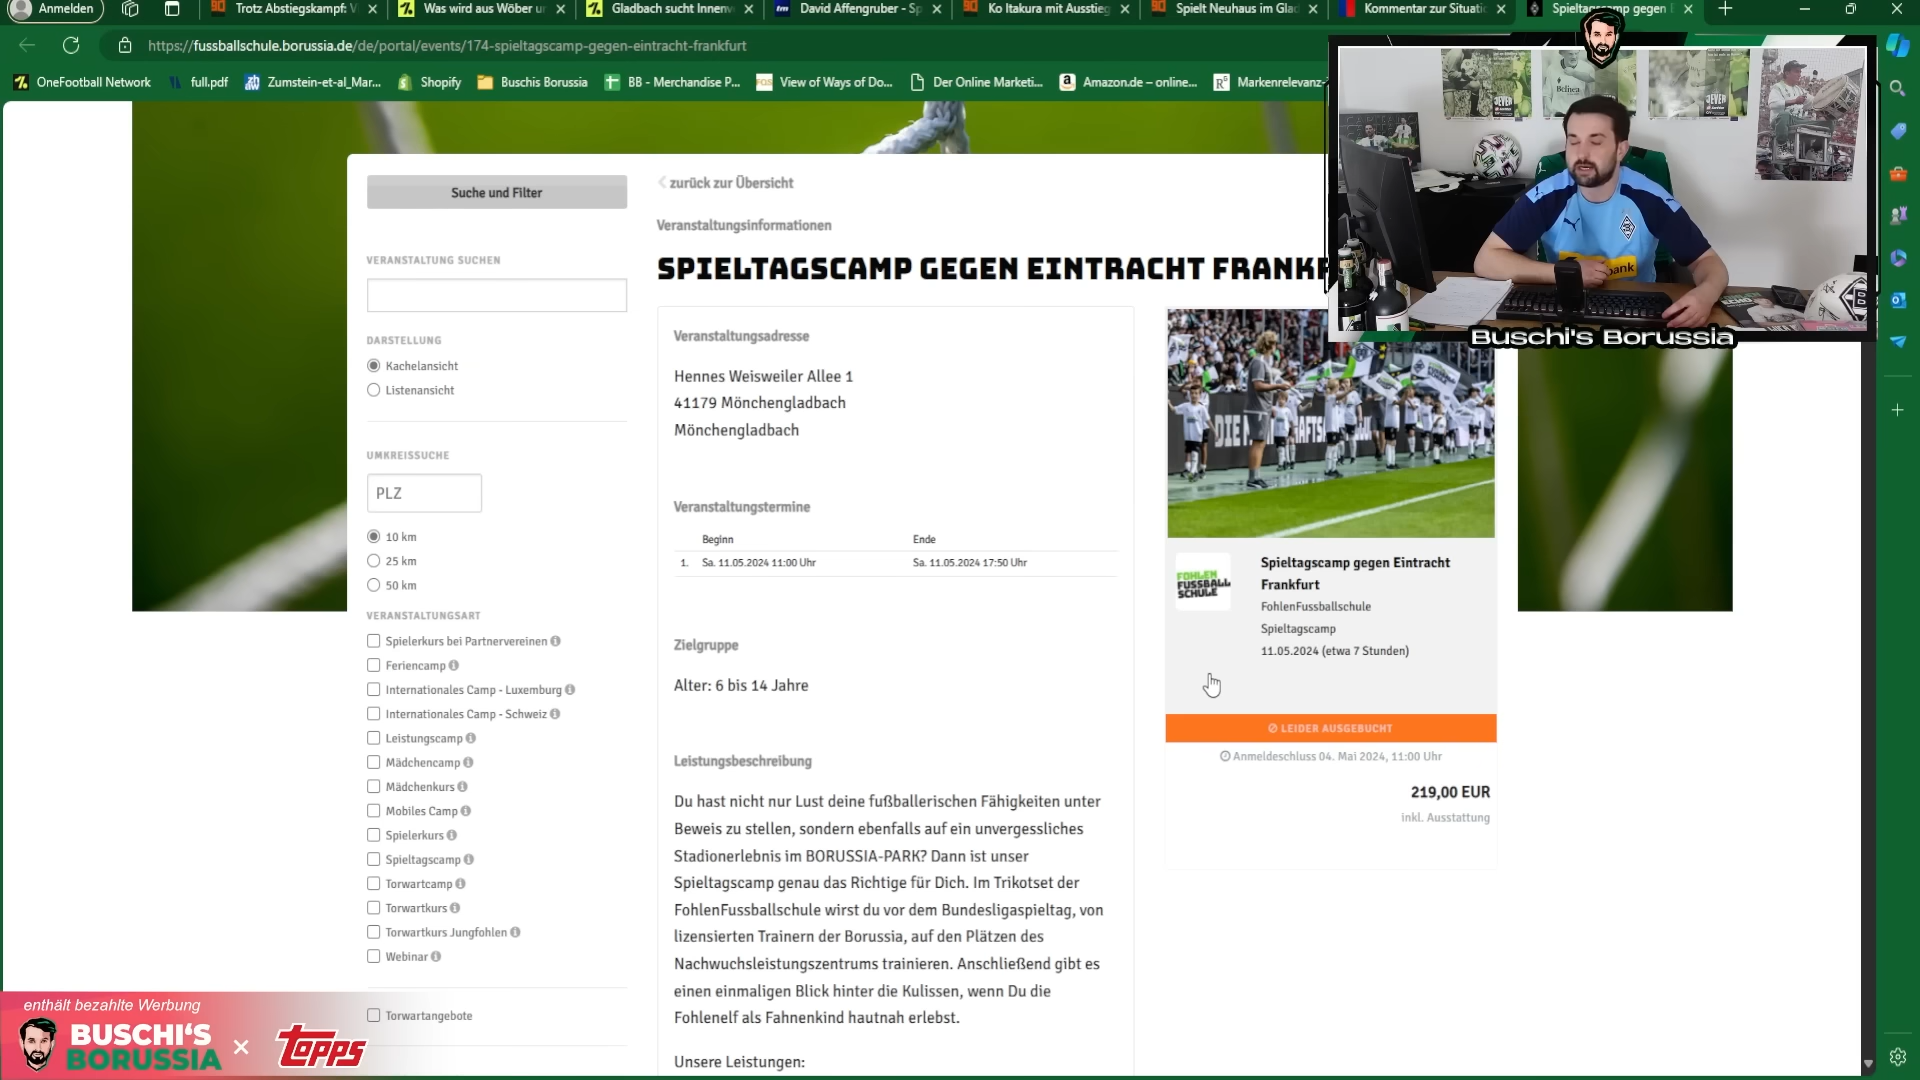 Anmelden
Trotz Abstiegskampf: V
Was wird aus Wöber un
Gladbach sucht Innenv
David Affengruber - Sp
Ko Itakura mit Ausstieg
Spielt Neuhaus im Glad
Kommentar zur Situatio
Spieltagscamp gegen E
https://fussballschule.borussia.de/de/portal/events/174-spieltagscamp-gegen-eintracht-frankfurt
OneFootball Network
full.pdf
Zumstein-et-al_Mar...
Shopify
Buschis Borussia
BB - Merchandise P...
View of Ways of Do...
Der Online Marketi...
Amazon.de – online...
Markenrelevanz-
Suche und Filter
VERANSTALTUNG SUCHEN
DARSTELLUNG
Kachelansicht
Listenansicht
UMKREISSUCHE
PLZ
10 km
25 km
50 km
VERANSTALTUNGSART
Spielerkurs bei Partnervereinen
Feriencamp
Internationales Camp - Luxemburg
Internationales Camp - Schweiz
Leistungscamp
Mädchencamp
Mädchenkurs
Mobiles Camp
Spielerkurs
Spieltagscamp
Torwartcamp
Torwartkurs
Torwartkurs Jungfohlen
Webinar
Torwartangebote
zurück zur Übersicht
Veranstaltungsinformationen
SPIELTAGSCAMP GEGEN EINTRACHT FRANKF
Veranstaltungsadresse
Hennes Weisweiler Allee 1
41179 Mönchengladbach
Mönchengladbach
Veranstaltungstermine
Beginn Ende
1. Sa. 11.05.2024 11:00 Uhr Sa. 11.05.2024 17:50 Uhr
Zielgruppe
Alter: 6 bis 14 Jahre
Leistungsbeschreibung
Du hast nicht nur Lust deine fußballerischen Fähigkeiten unter
Beweis zu stellen, sondern ebenfalls auf ein unvergessliches
Stadionerlebnis im BORUSSIA-PARK? Dann ist unser
Spieltagscamp genau das Richtige für Dich. Im Trikotset der
FohlenFussballschule wirst du vor dem Bundesligaspieltag, von
lizensierten Trainern der Borussia, auf den Plätzen des
Nachwuchsleistungszentrums trainieren. Anschließend gibt es
einen einmaligen Blick hinter die Kulissen, wenn Du die
Fohlenelf als Fahnenkind hautnah erlebst.
Unsere Leistungen:
Buschi's Borussia
FOHLEN
FUSSBALL
SCHULE
Spieltagscamp gegen Eintracht
Frankfurt
FohlenFussballschule
Spieltagscamp
11.05.2024 (etwa 7 Stunden)
LEIDER AUSGEBUCHT
Anmeldeschluss 04. Mai 2024, 11:00 Uhr
219,00 EUR
inkl. Ausstattung
enthält bezahlte Werbung
BUSCHI'S
BORUSSIA
×
TOPPS